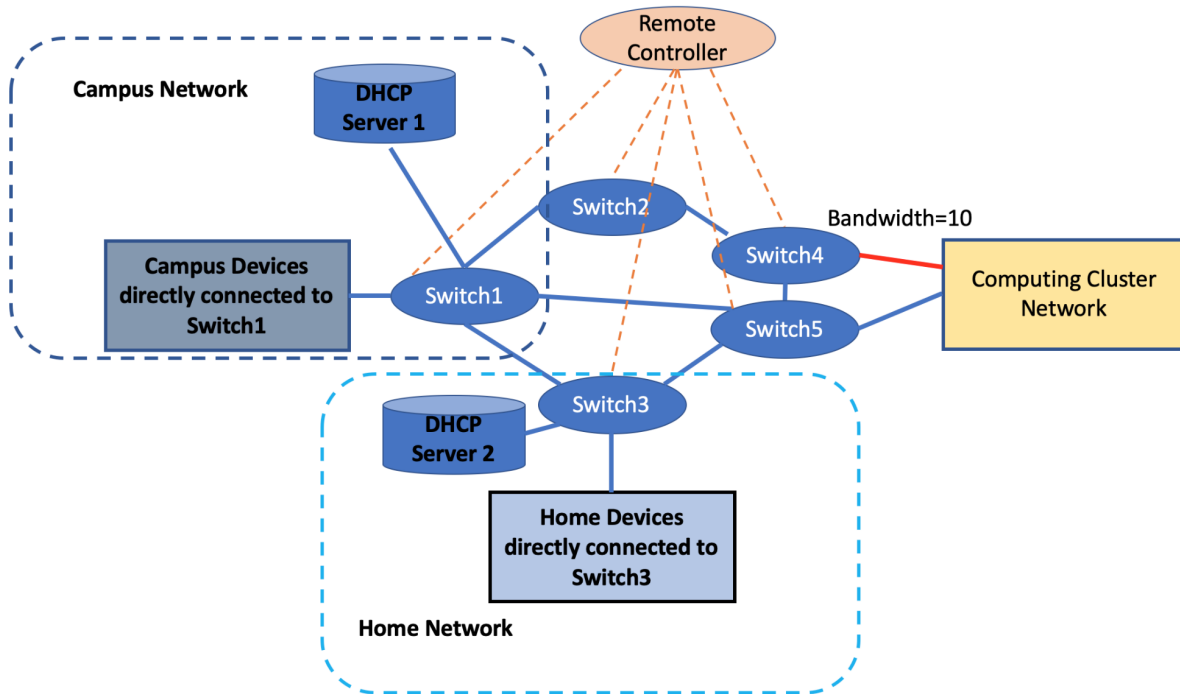 Remote
Controller
Campus Network
DHCP
Server 1
Switch2
Bandwidth=10
Switch4
Campus Devices
directly connected to
Switch1
Switch1
Computing Cluster
Network
Switch5
Switch3
DHCP
Server 2
Home Devices
directly connected to
Switch3
Home Network